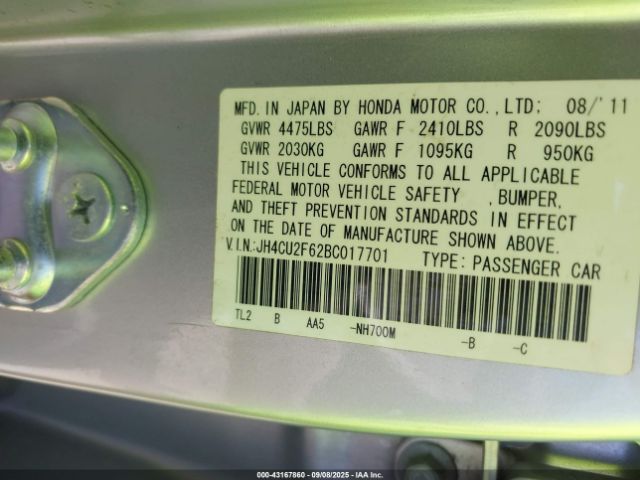 MFD. IN JAPAN BY HONDA MOTOR CO., LTD: 08/'11
GVWR 4475LBS GAWR F 2410LBS R 2090LBS
GVWR 2030KG GAWR F 1095KG R 950KG
THIS VEHICLE CONFORMS TO ALL APPLICABLE
FEDERAL MOTOR VEHICLE SAFETY , BUMPER,
AND THEFT PREVENTION STANDARDS IN EFFECT
ON THE DATE OF MANUFACTURE SHOWN ABOVE.
V.I.N.:JH4CU2F62BC017701 TYPE: PASSENGER CAR
TL2 B AA5 -NH700M -B -C
000-43167860 09/08/2025 - IAA Inc.